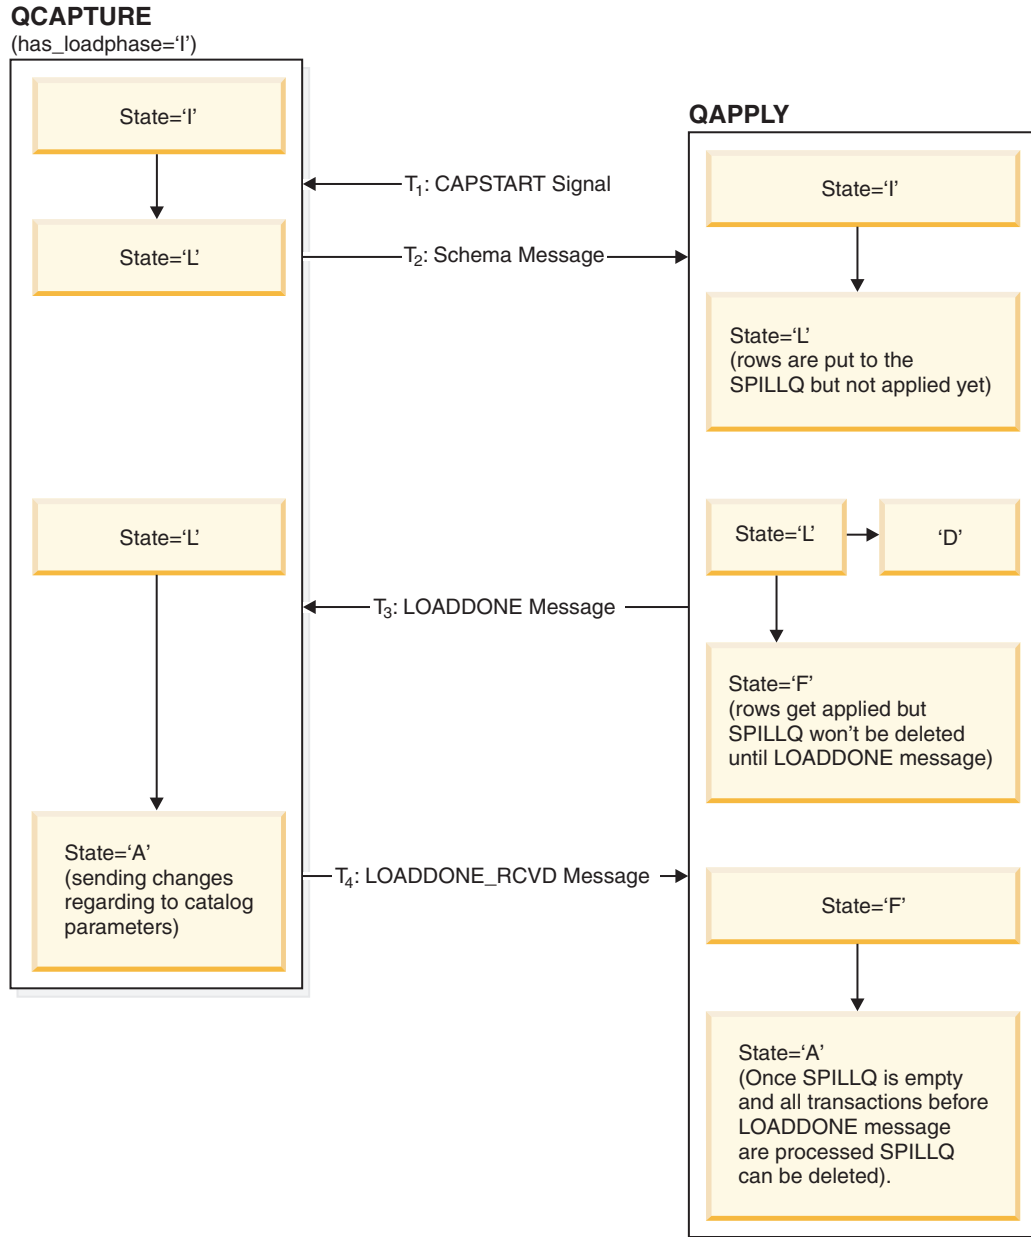 QCAPTURE
(has_loadphase=‘I’)
State=‘I’
State=‘L’
State=‘L’
State=‘A’
(sending changes
regarding to catalog
parameters)
T1: CAPSTART Signal
T2: Schema Message
T3: LOADDONE Message
T4: LOADDONE_RCVD Message
QAPPLY
State=‘I’
State=‘L’
(rows are put to the
SPILLQ but not applied yet)
State=‘L’
‘D’
State=‘F’
(rows get applied but
SPILLQ won’t be deleted
until LOADDONE message)
State=‘F’
State=‘A’
(Once SPILLQ is empty
and all transactions before
LOADDONE message
are processed SPILLQ
can be deleted).